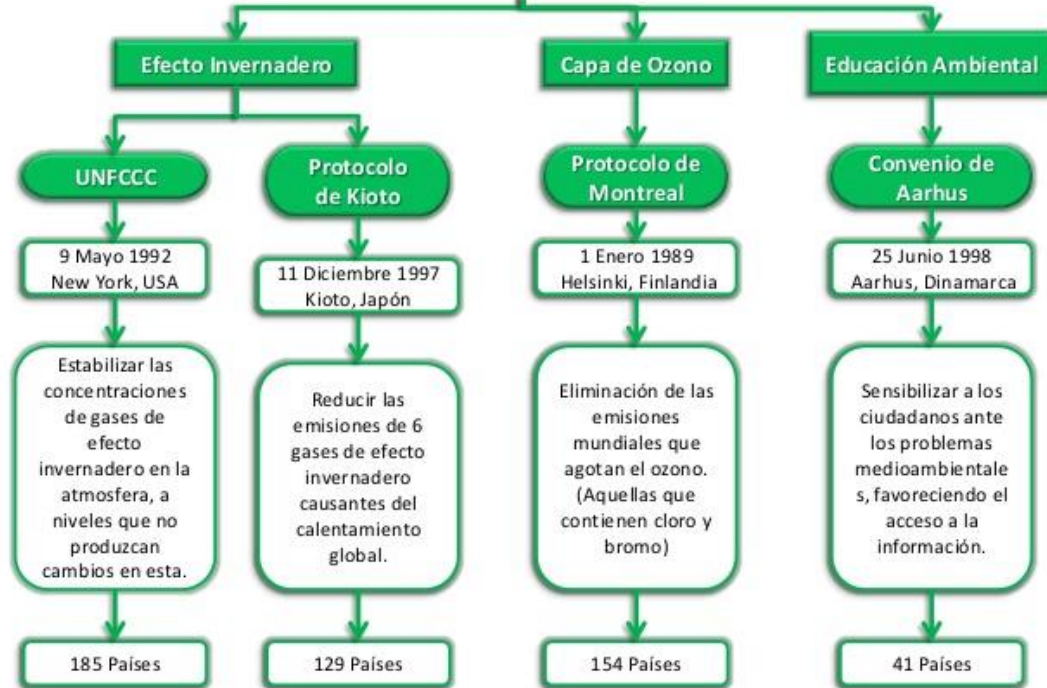 Efecto Invernadero
Capa de Ozono
Educación Ambiental
UNFCCC
Protocolo
de Kioto
Protocolo de
Montreal
Convenio de
Aarhus
9 Mayo 1992
New York, USA
11 Diciembre 1997
Kioto, Japón
1 Enero 1989
Helsinki, Finlandia
25 Junio 1998
Aarhus, Dinamarca
Estabilizar las
concentraciones
de gases de
efecto
invernadero en la
atmosfera, a
niveles que no
produzcan
cambios en esta.
Reducir las
emisiones de 6
gases de efecto
invernadero
causantes del
calentamiento
global.
Eliminación de las
emisiones
mundiales que
agotan el ozono.
(Aquellas que
contienen cloro y
bromo)
Sensibilizar a los
ciudadanos ante
los problemas
medioambientale
s, favoreciendo el
acceso a la
información.
185 Países
129 Países
154 Países
41 Países